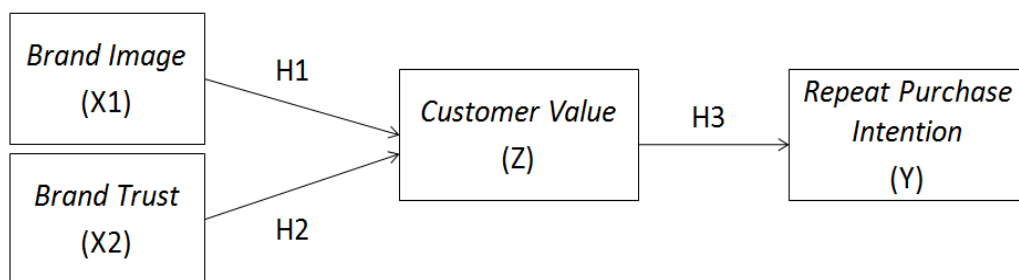 Brand Image
(X1)
H1
Brand Trust
(X2)
H2
Customer Value
(Z)
H3
Repeat Purchase
Intention
(Y)